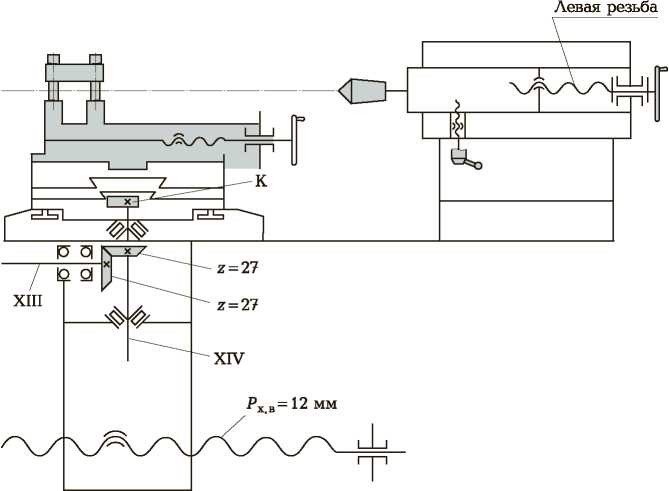 Левая резьба
К
z=27
z=27
XIII
XIV
Pх,в=12 мм